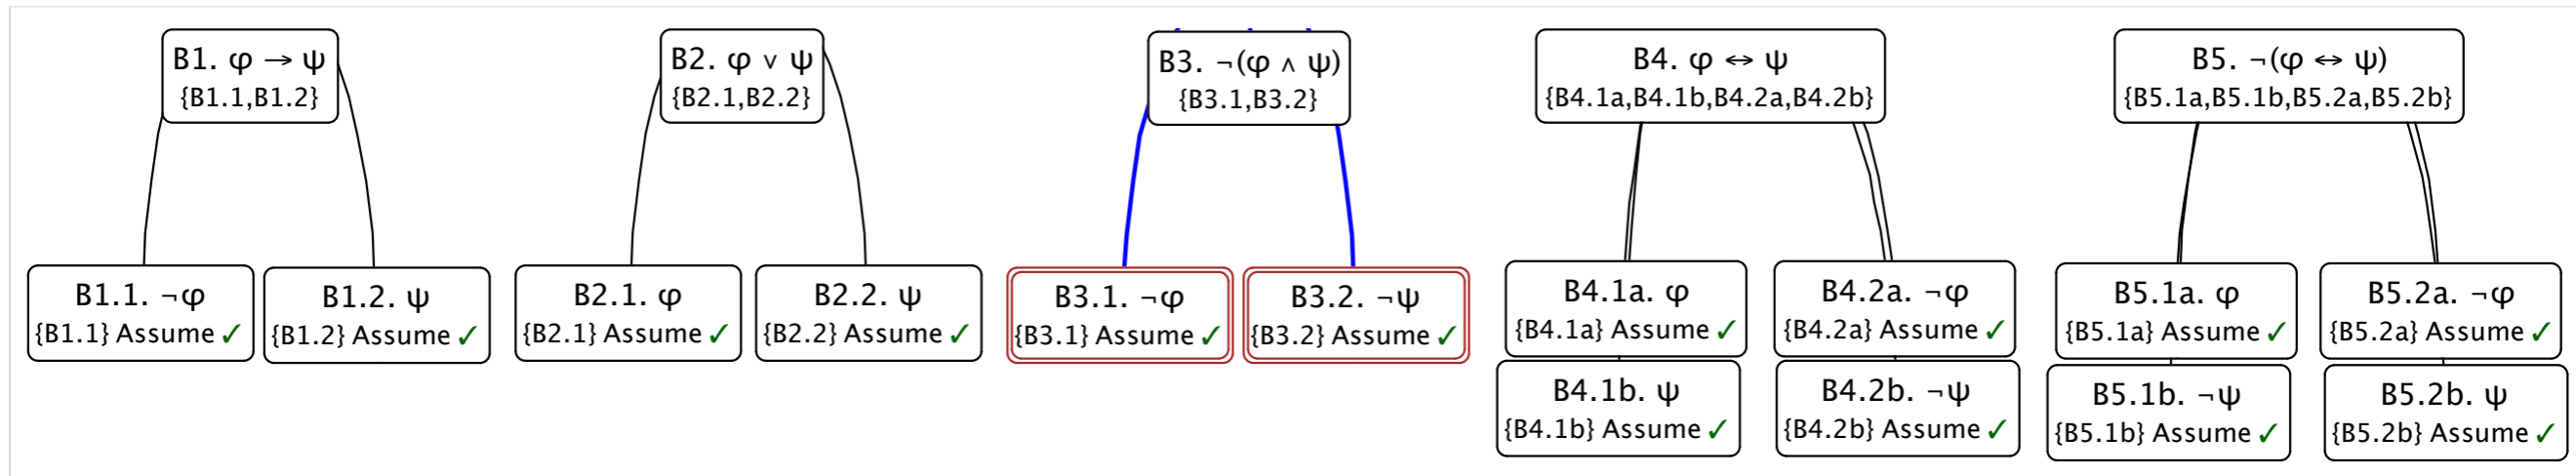 B1. φ → ψ
{B1.1,B1.2}
B2. φ ∨ ψ
{B2.1,B2.2}
B3. ¬(φ ∧ ψ)
{B3.1,B3.2}
B4. φ ↔ ψ
{B4.1a,B4.1b,B4.2a,B4.2b}
B5. ¬(φ ↔ ψ)
{B5.1a,B5.1b,B5.2a,B5.2b}
B1.1. ¬φ
{B1.1} Assume ✓
B1.2. ψ
{B1.2} Assume ✓
B2.1. φ
{B2.1} Assume ✓
B2.2. ψ
{B2.2} Assume ✓
B3.1. ¬φ
{B3.1} Assume ✓
B3.2. ¬ψ
{B3.2} Assume ✓
B4.1a. φ
{B4.1a} Assume ✓
B4.2a. ¬φ
{B4.2a} Assume ✓
B5.1a. φ
{B5.1a} Assume ✓
B5.2a. ¬φ
{B5.2a} Assume ✓
B4.1b. ψ
{B4.1b} Assume ✓
B4.2b. ¬ψ
{B4.2b} Assume ✓
B5.1b. ¬ψ
{B5.1b} Assume ✓
B5.2b. ψ
{B5.2b} Assume ✓